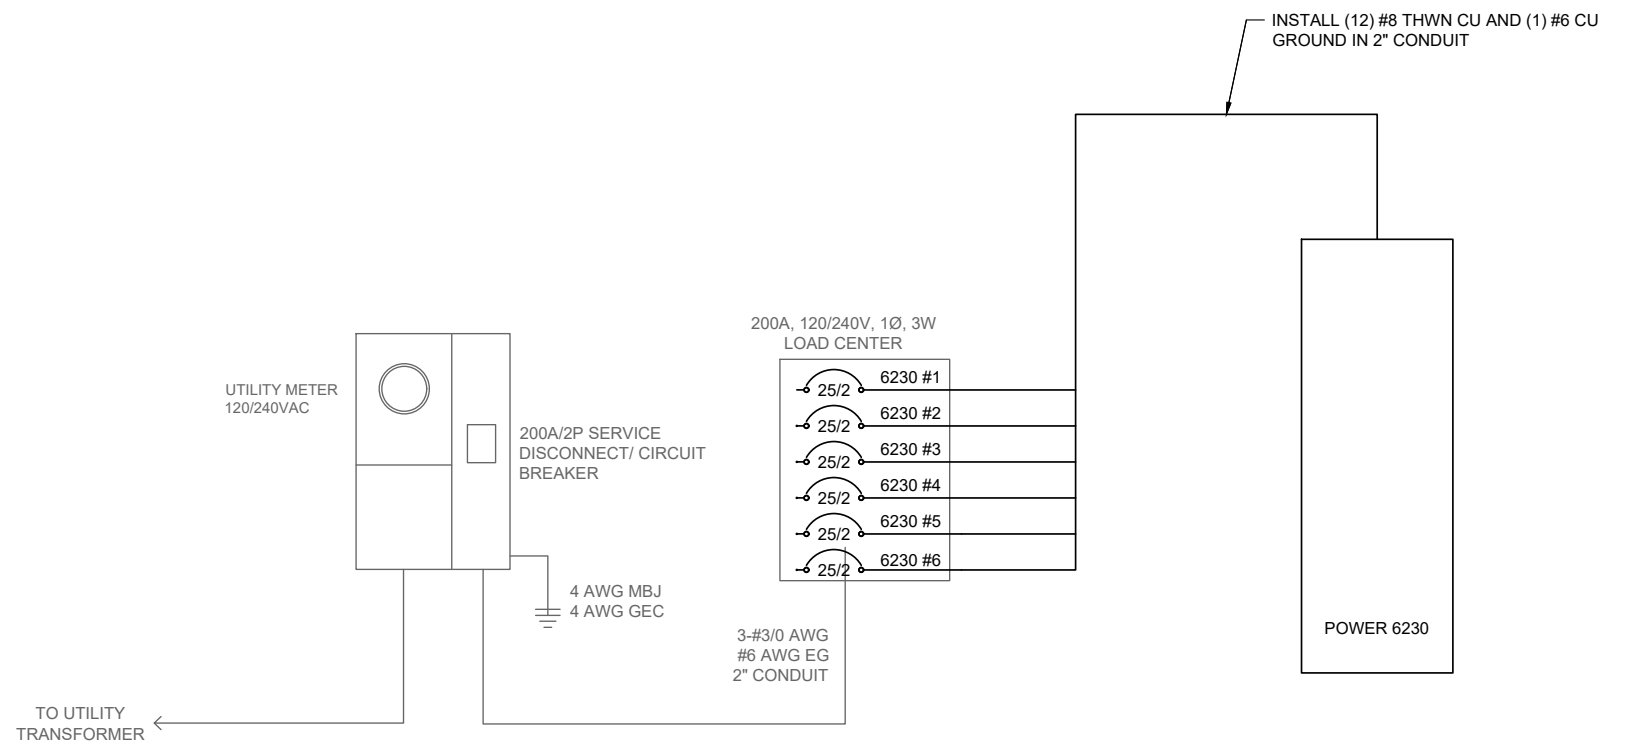 INSTALL (12) #8 THWN CU AND (1) #6 CU
GROUND IN 2" CONDUIT
200A, 120/240V, 1Ø, 3W
LOAD CENTER
6230 #1
25/2
6230 #2
25/2
6230 #3
25/2
6230 #4
25/2
6230 #5
25/2
6230 #6
25/2
UTILITY METER
120/240VAC
200A/2P SERVICE
DISCONNECT/ CIRCUIT
BREAKER
4 AWG MBJ
4 AWG GEC
3-#3/0 AWG
#6 AWG EG
2" CONDUIT
POWER 6230
TO UTILITY
TRANSFORMER